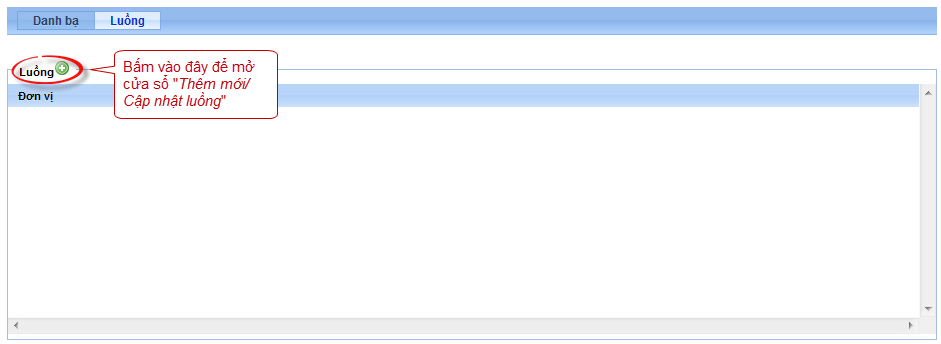 Danh bạ Luồng
Luồng
Bấm vào đây để mở
cửa sổ "Thêm mới/
Cập nhật luồng"
Đơn vị